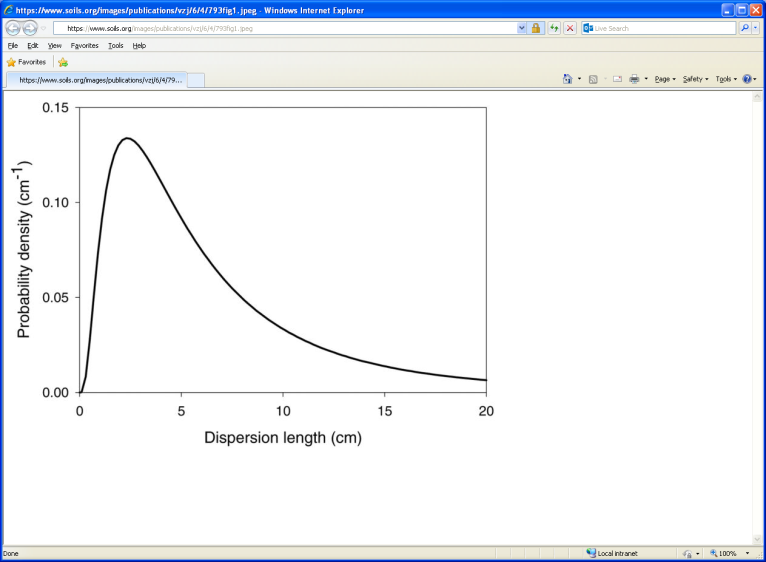 https://www.soils.org/images/publications/vzj/6/4/793fig1.jpeg - Windows Internet Explorer
https://www.soils.org/images/publications/vzj/6/4/793fig1.jpeg
Live Search
File Edit View Favorites Tools Help
Favorites
https://www.soils.org/images/publications/vzj/6/4/79...
Page Safety Tools
0.15
0.10
0.05
0.00
Probability density (cm-1)
0 5 10 15 20
Dispersion length (cm)
Done
Local intranet
100%